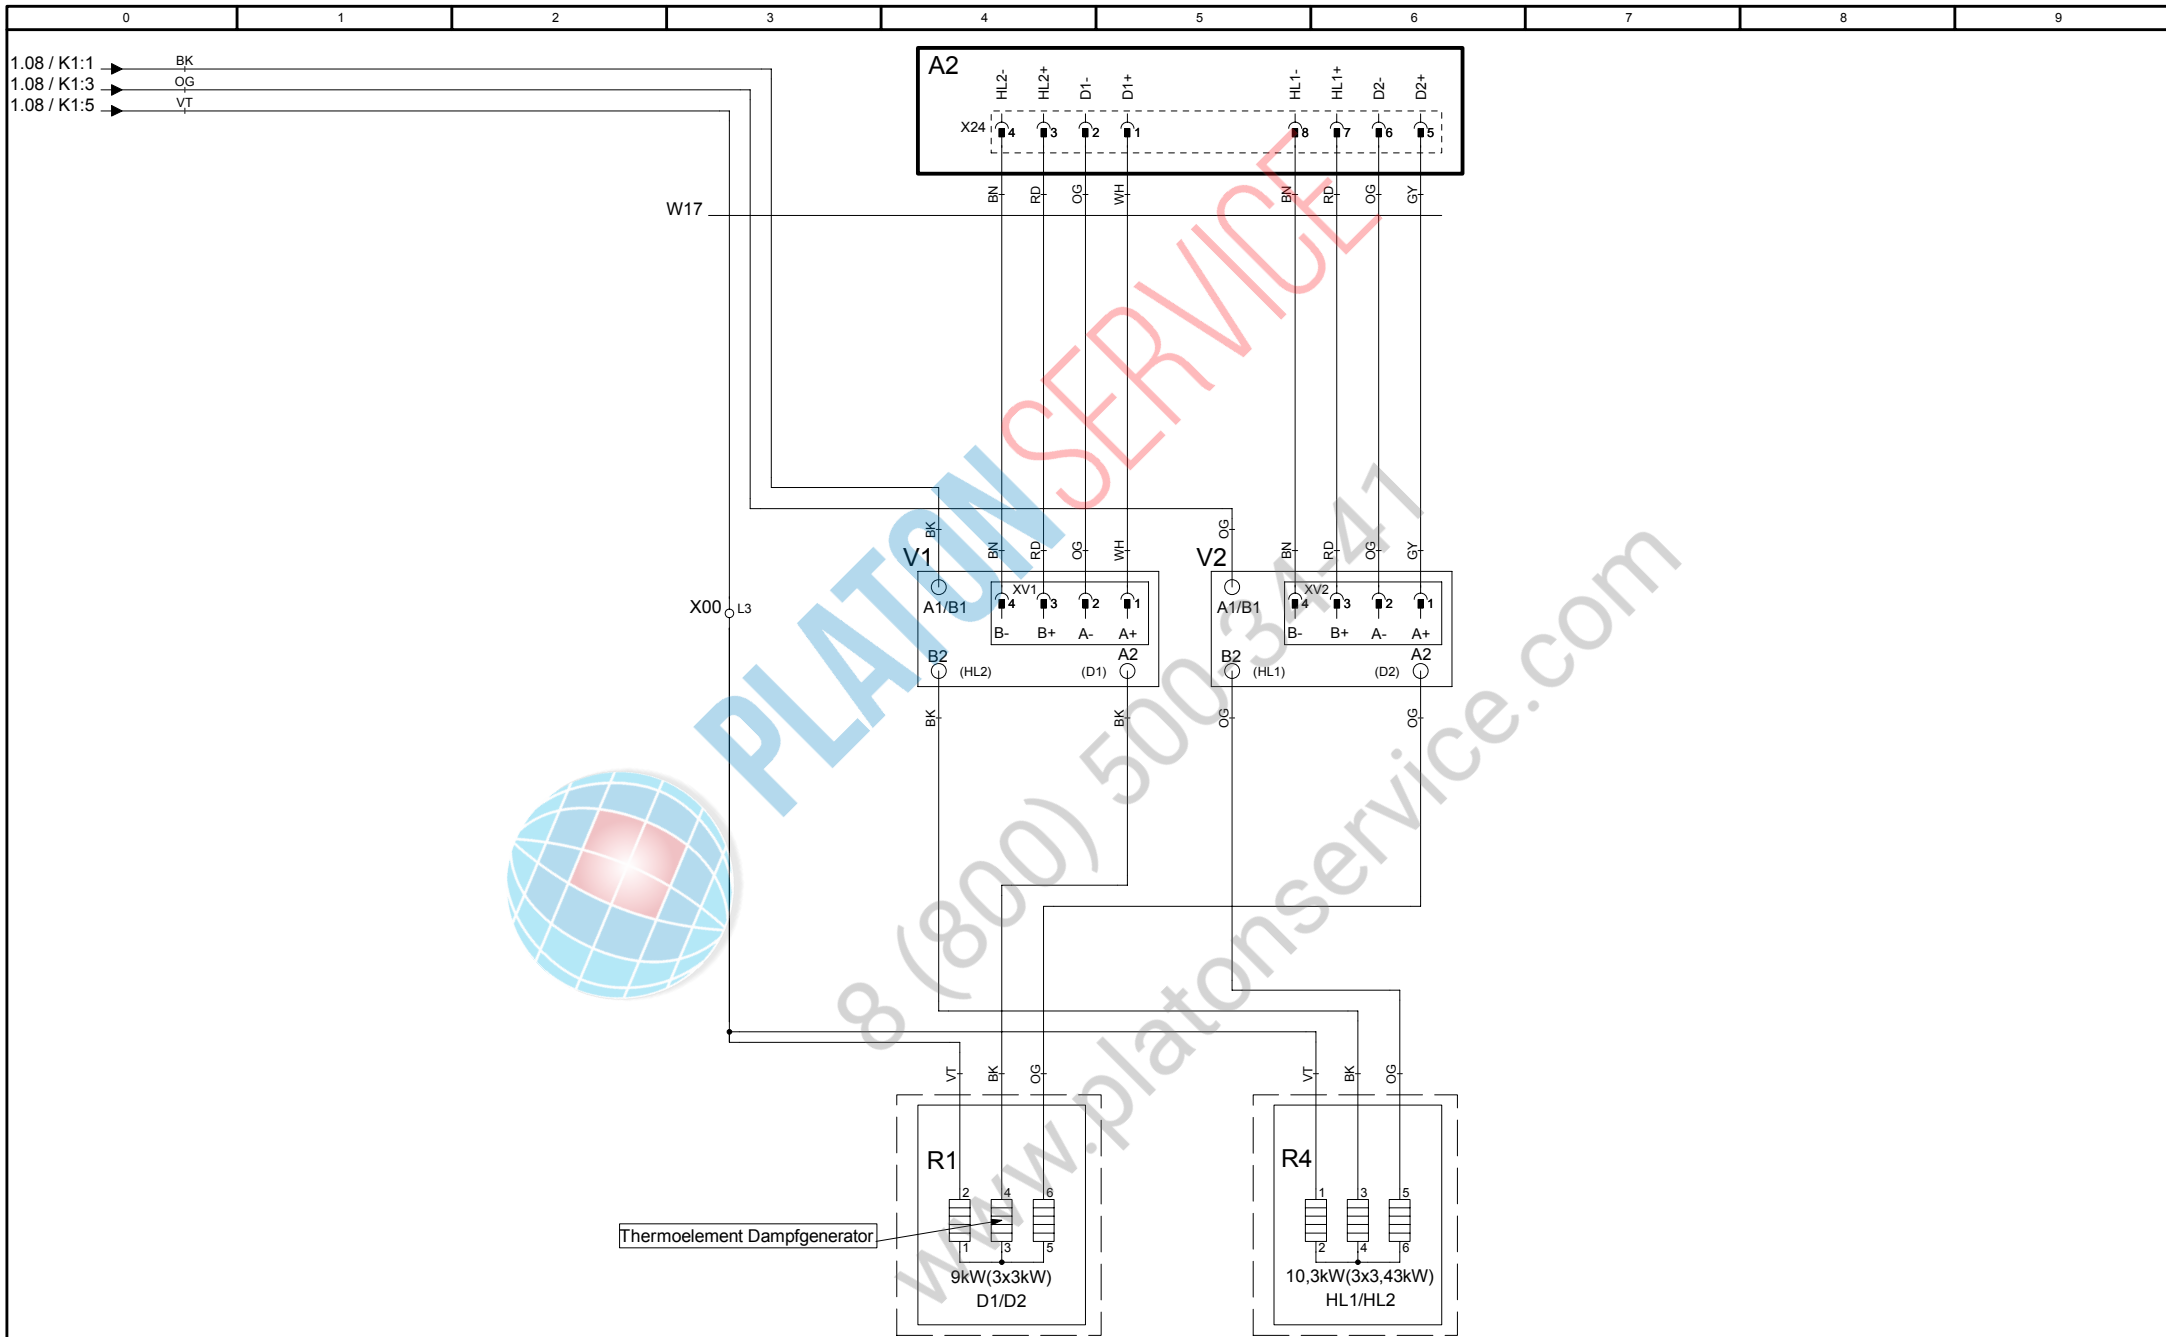 0 1 2 3 4 5 6 7 8 9
1.08 / K1:1 BK
1.08 / K1:3 OG
1.08 / K1:5 VT
A2
HL2- HL2+ D1- D1+ HL1- HL1+ D2- D2+
X24 4 3 2 1 8 7 6 5
BN RD OG WH BN RD OG GY
W17
BK BN RD OG WH OG BN RD OG GY
V1 V2
XV1 XV2
A1/B1 4 3 2 1 A1/B1 4 3 2 1
B- B+ A- A+ B- B+ A- A+
X00 L3
B2 (HL2) (D1) A2 B2 (HL1) (D2) A2
BK BK OG OG
VT BK OG VT BK OG
R1 R4
2 4 6 1 3 5
Thermoelement Dampfgenerator
1 3 5 2 4 6
9kW(3x3kW) 10,3kW(3x3,43kW)
D1/D2 HL1/HL2
PLATONSERVICE
8 (800) 500-34-41
www.platonservice.com